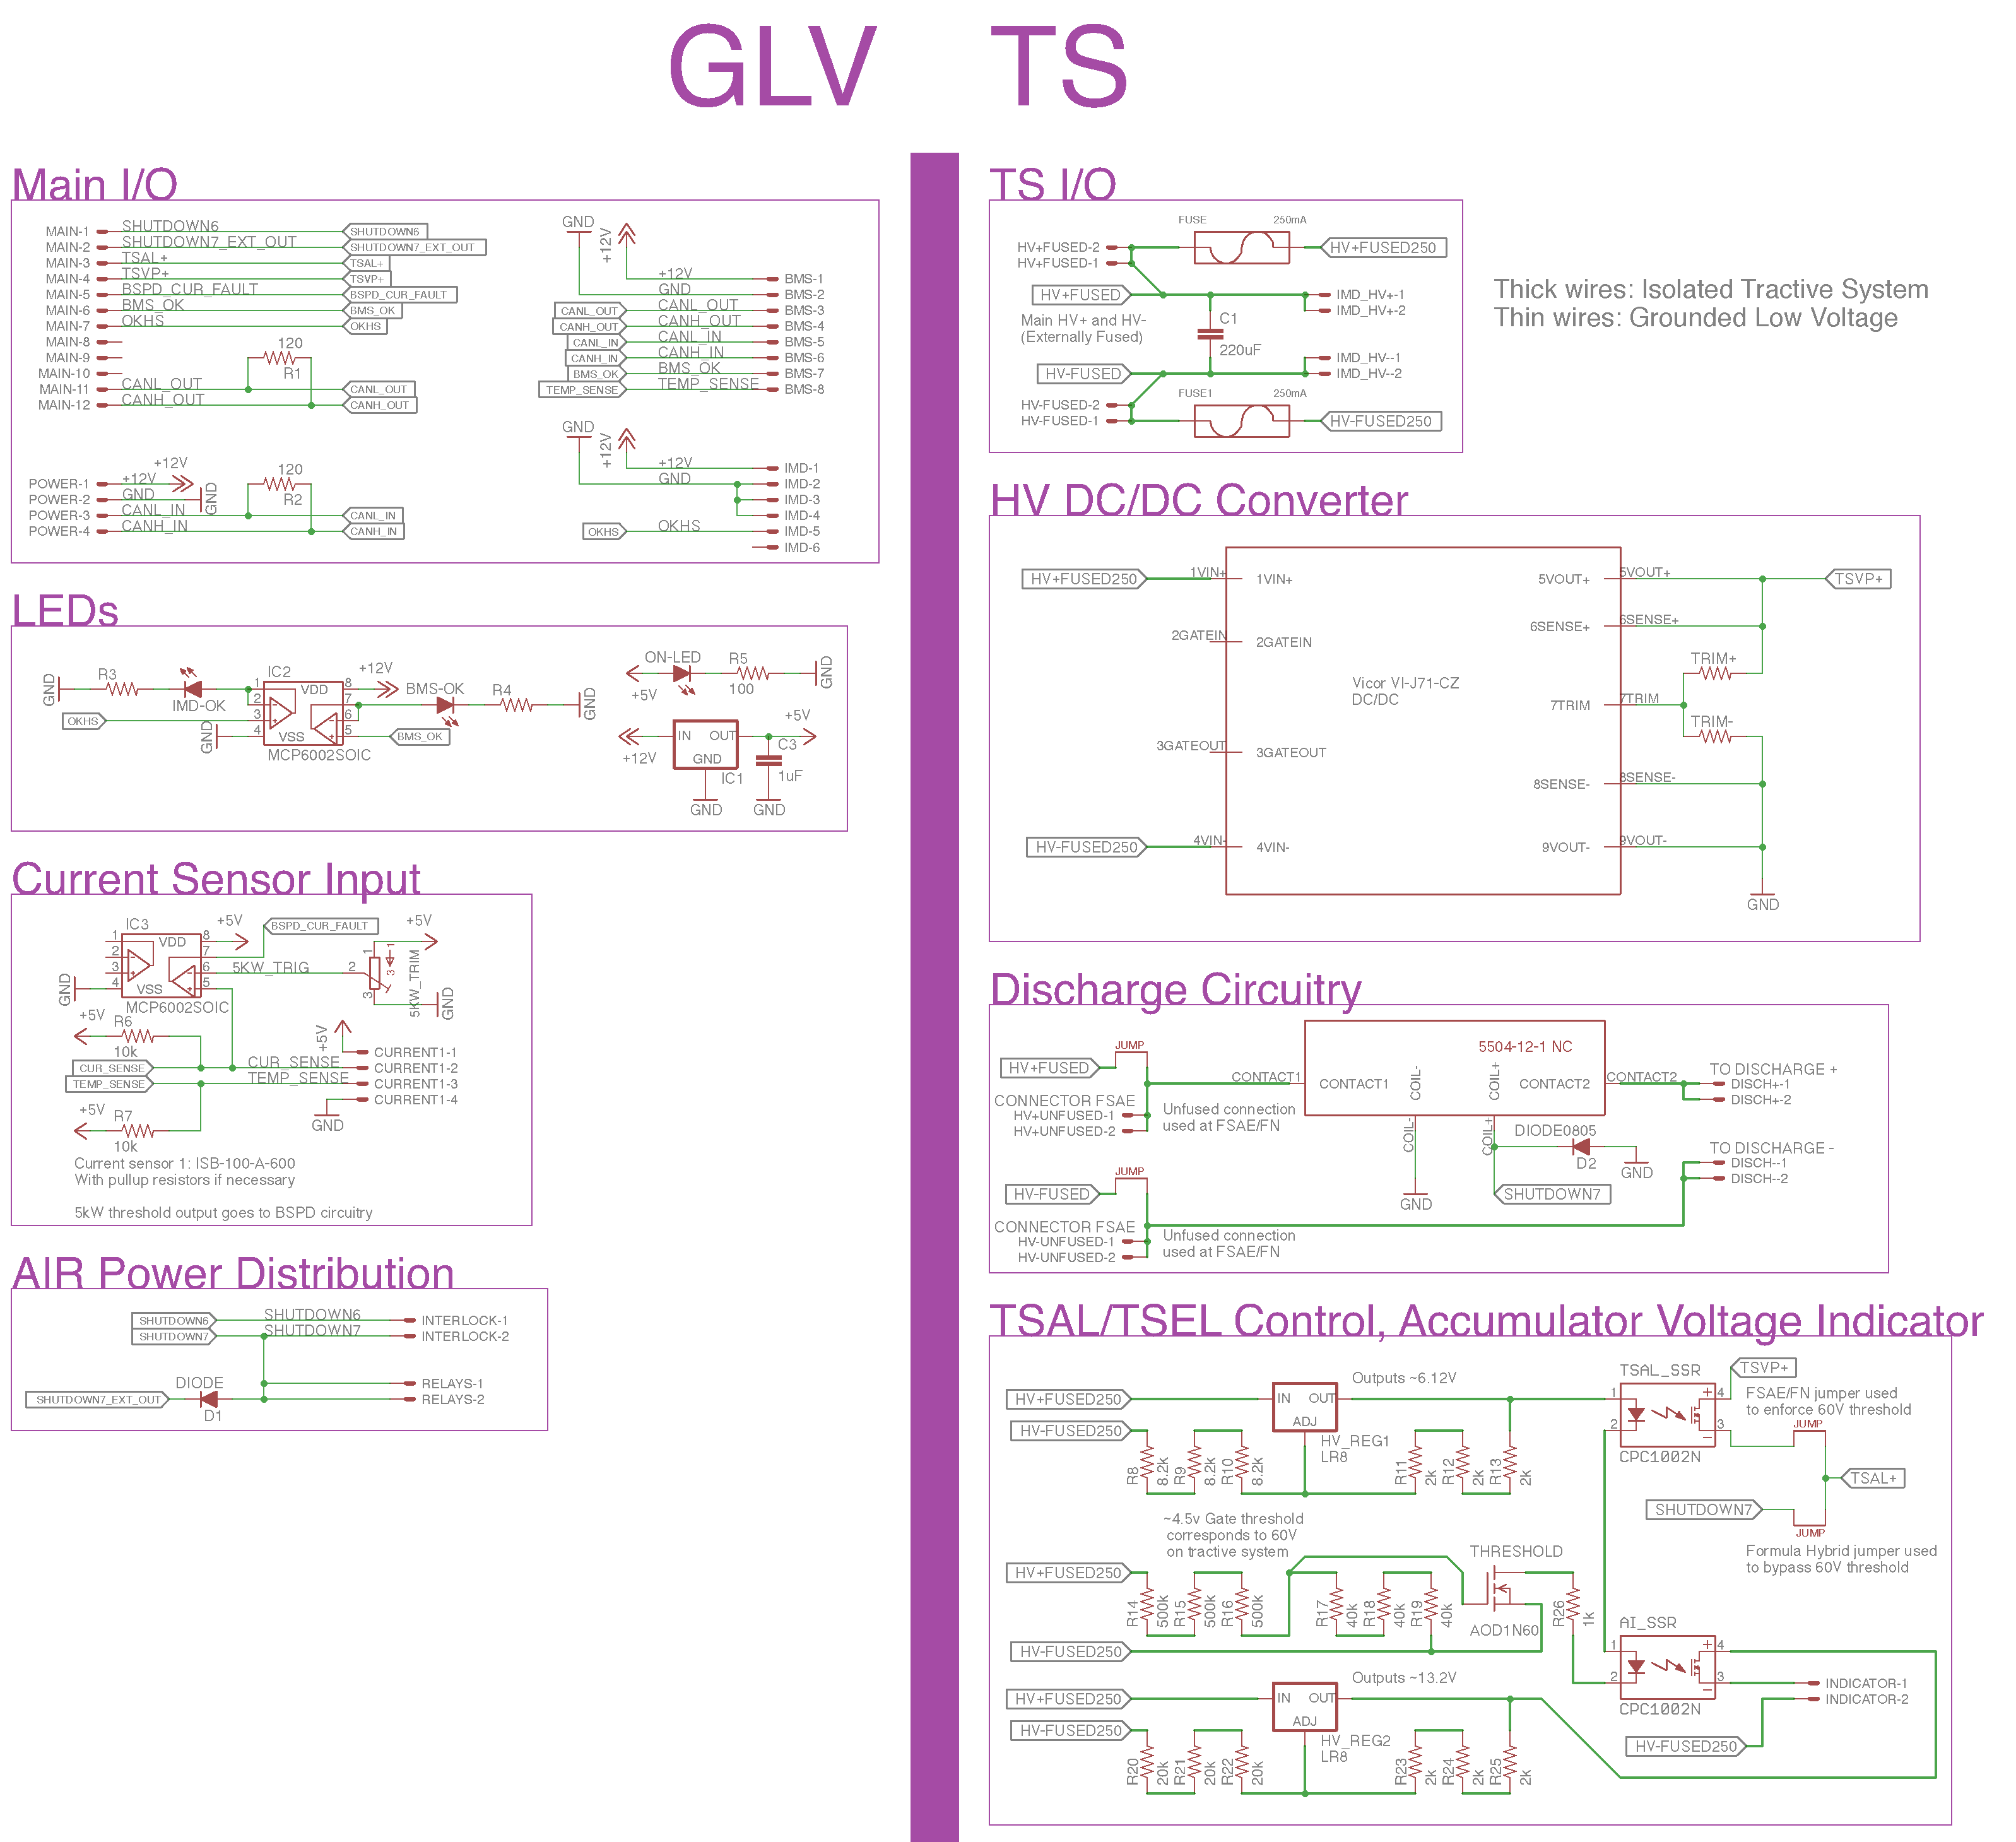 GLV TS
Main I/O
MAIN-1 SHUTDOWN6 SHUTDOWN6
MAIN-2 SHUTDOWN7_EXT_OUT SHUTDOWN7_EXT_OUT
MAIN-3 TSAL+ TSAL+
MAIN-4 TSVP+ TSVP+
MAIN-5 BSPD_CUR_FAULT BSPD_CUR_FAULT
MAIN-6 BMS_OK BMS_OK
MAIN-7 OKHS OKHS
MAIN-8
MAIN-9
MAIN-10
120
R1
MAIN-11 CANL_OUT CANL_OUT
MAIN-12 CANH_OUT CANH_OUT
+12V
POWER-1 +12V
POWER-2 GND GND
POWER-3 CANL_IN CANL_IN
POWER-4 CANH_IN CANH_IN
120
R2
GND +12V
+12V BMS-1
GND BMS-2
CANL_OUT CANL_OUT BMS-3
CANH_OUT CANH_OUT BMS-4
CANL_IN CANL_IN BMS-5
CANH_IN CANH_IN BMS-6
BMS_OK BMS_OK BMS-7
TEMP_SENSE TEMP_SENSE BMS-8
GND +12V
+12V IMD-1
GND IMD-2
IMD-3
IMD-4
OKHS OKHS IMD-5
IMD-6
LEDs
GND R3 IMD-OK
OKHS
GND
IC2
1 VDD 8
2 7
3 6
4 VSS 5
MCP6002SOIC
+12V
BMS-OK R4 GND
BMS_OK
ON-LED R5
+5V 100 GND
+12V IN OUT +5V
GND IC1
C3
1uF
GND GND
Current Sensor Input
IC3
1 VDD 8
2 7
3 6
4 VSS 5
MCP6002SOIC
GND
+5V
BSPD_CUR_FAULT
+5V
5KW_TRIG 2
1
3
3 1
5KW_TRIM
GND
+5V R6
10k
CUR_SENSE CUR_SENSE
TEMP_SENSE TEMP_SENSE
+5V R7
10k
+5V
CURRENT1-1
CURRENT1-2
CURRENT1-3
CURRENT1-4
GND
Current sensor 1: ISB-100-A-600
With pullup resistors if necessary
5kW threshold output goes to BSPD circuitry
AIR Power Distribution
SHUTDOWN6 SHUTDOWN6 INTERLOCK-1
SHUTDOWN7 SHUTDOWN7 INTERLOCK-2
RELAYS-1
SHUTDOWN7_EXT_OUT DIODE RELAYS-2
D1
TS I/O
FUSE 250mA
HV+FUSED-2 HV+FUSED250
HV+FUSED-1
HV+FUSED IMD_HV+-1
IMD_HV+-2
Main HV+ and HV-
(Externally Fused)
C1
220uF
IMD_HV--1
HV-FUSED IMD_HV--2
FUSE1 250mA
HV-FUSED-2
HV-FUSED-1 HV-FUSED250
Thick wires: Isolated Tractive System
Thin wires: Grounded Low Voltage
HV DC/DC Converter
HV+FUSED250 1VIN+ 1VIN+ 5VOUT+ 5VOUT+ TSVP+
6SENSE+ 6SENSE+
2GATEIN 2GATEIN
TRIM+
Vicor VI-J71-CZ
DC/DC
7TRIM 7TRIM
TRIM-
3GATEOUT 3GATEOUT
8SENSE- 8SENSE-
HV-FUSED250 4VIN- 4VIN- 9VOUT- 9VOUT-
GND
Discharge Circuitry
JUMP
HV+FUSED
CONTACT1 CONTACT1
5504-12-1 NC
COIL- COIL+
CONTACT2 CONTACT2
COIL- COIL+
TO DISCHARGE +
DISCH+-1
DISCH+-2
CONNECTOR FSAE
HV+UNFUSED-1
HV+UNFUSED-2
Unfused connection
used at FSAE/FN
DIODE0805
D2
GND
SHUTDOWN7
GND
TO DISCHARGE -
DISCH--1
DISCH--2
JUMP
HV-FUSED
CONNECTOR FSAE
HV-UNFUSED-1
HV-UNFUSED-2
Unfused connection
used at FSAE/FN
TSAL/TSEL Control, Accumulator Voltage Indicator
HV+FUSED250 IN OUT Outputs ~6.12V
ADJ
HV_REG1
LR8
HV-FUSED250
R8 8.2k R9 8.2k R10 8.2k
R11 2k R12 2k R13 2k
TSAL_SSR
1 + 4
2 - 3
CPC1002N
TSVP+
FSAE/FN jumper used
to enforce 60V threshold
JUMP
TSAL+
SHUTDOWN7
JUMP
Formula Hybrid jumper used
to bypass 60V threshold
~4.5v Gate threshold
corresponds to 60V
on tractive system
HV+FUSED250
R14 500k R15 500k R16 500k
R17 40k R18 40k R19 40k
THRESHOLD
AOD1N60
R26 1k
HV-FUSED250
AI_SSR
1 + 4
2 - 3
CPC1002N
INDICATOR-1
INDICATOR-2
HV-FUSED250
Outputs ~13.2V
HV+FUSED250 IN OUT
ADJ
HV_REG2
LR8
HV-FUSED250
R20 20k R21 20k R22 20k
R23 2k R24 2k R25 2k